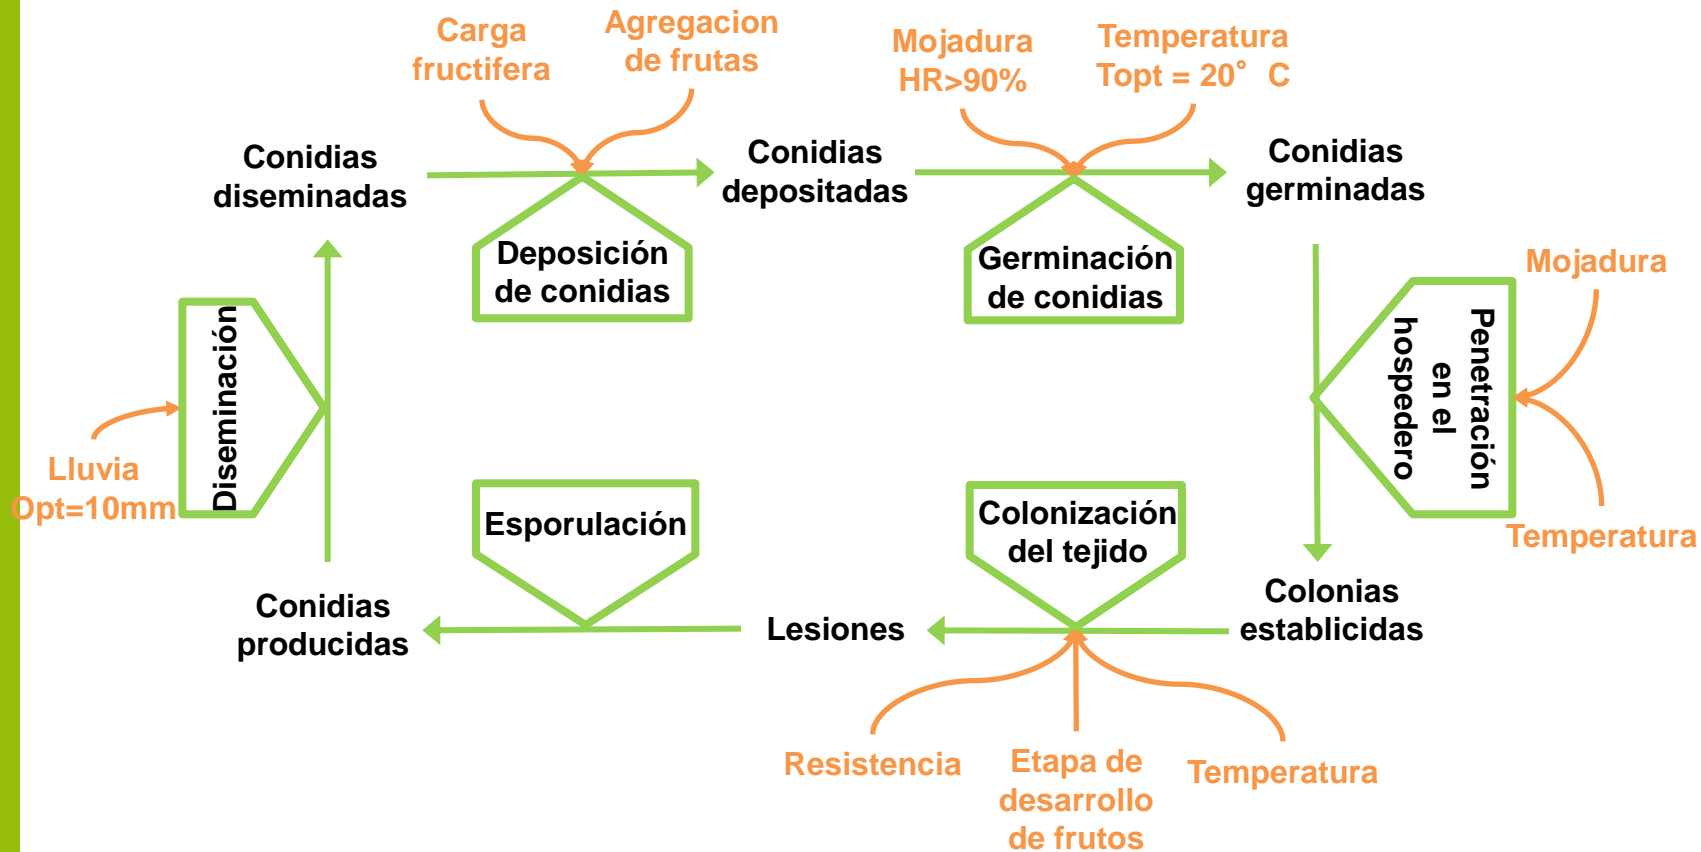 Carga
fructifera
Agregacion
de frutas
Mojadura
HR>90%
Temperatura
Topt = 20° C
Conidias
diseminadas
Conidias
depositadas
Conidias
germinadas
Deposición
de conidias
Germinación
de conidias
Mojadura
Penetración
en el
hospedero
Temperatura
Diseminación
Lluvia
Opt=10mm
Esporulación
Colonización
del tejido
Conidias
producidas
Lesiones
Colonias
establicidas
Resistencia
Etapa de
desarrollo
de frutos
Temperatura